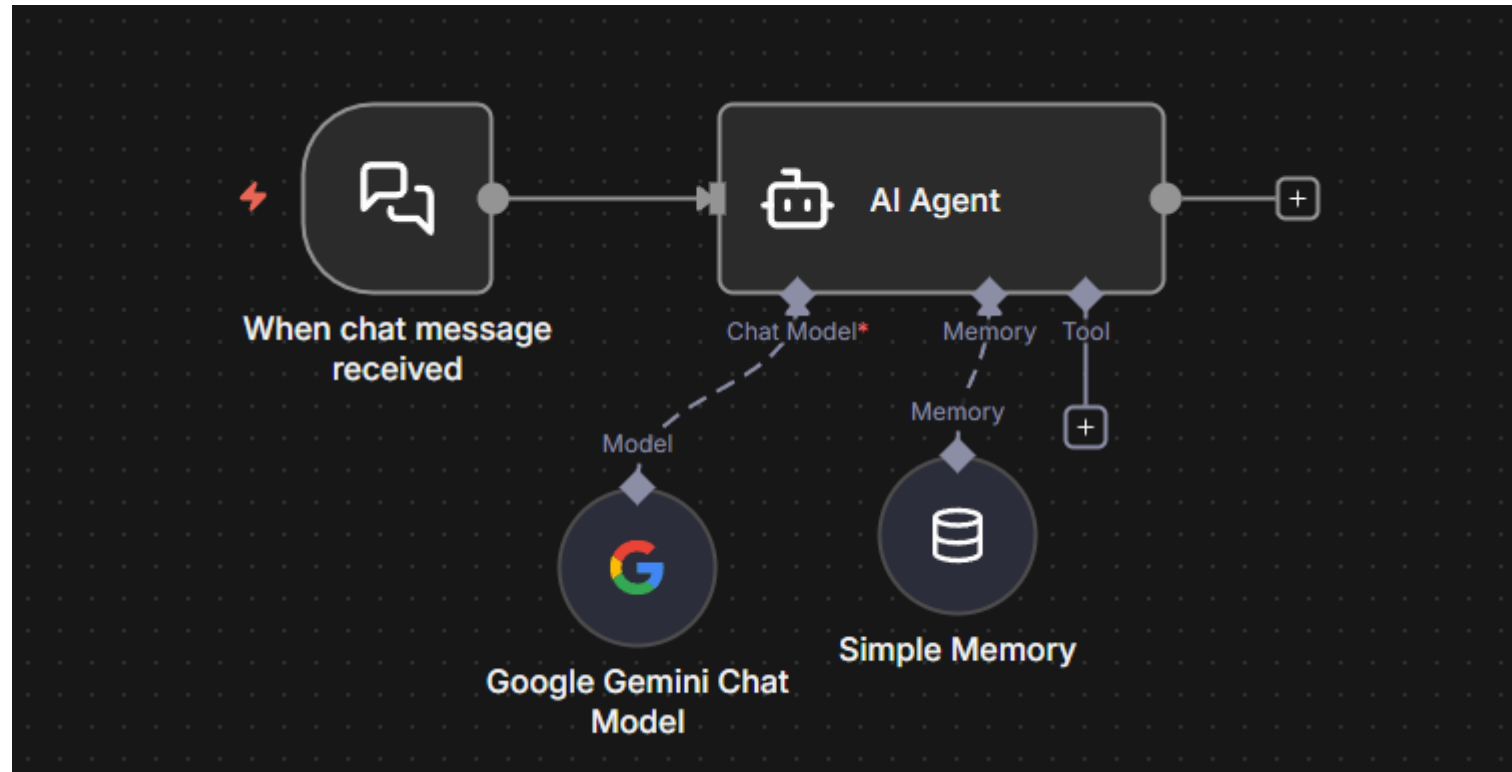 AI Agent
When chat message
received
Chat Model*
Memory
Tool
Memory
Model
Simple Memory
Google Gemini Chat
Model